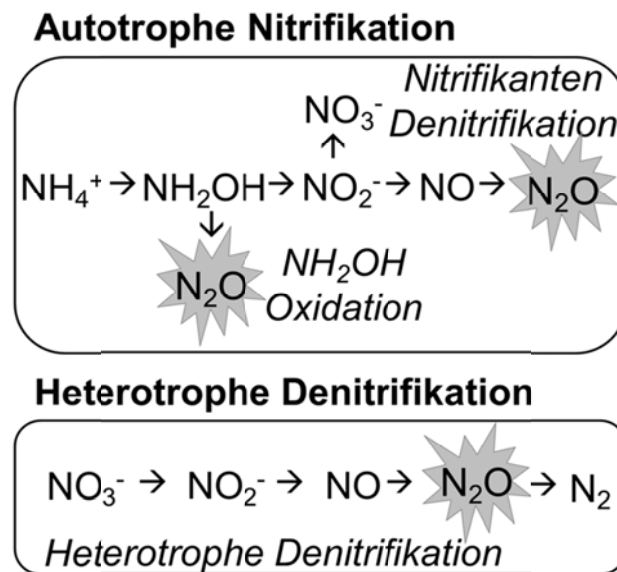 Autotrophe Nitrifikation
Nitrifikanten
NO₃⁻ Denitrifikation
↑
NH₄⁺ → NH₂OH → NO₂⁻ → NO → N₂O
↓
N₂O NH₂OH
Oxidation
Heterotrophe Denitrifikation
NO₃⁻ → NO₂⁻ → NO → N₂O → N₂
Heterotrophe Denitrifikation